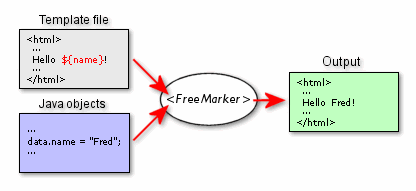 Template file
<html>
...
Hello ${name}!
...
</html>
Java objects
...
data.name = "Fred";
...
<FreeMarker>
Output
<html>
...
Hello Fred!
...
</html>